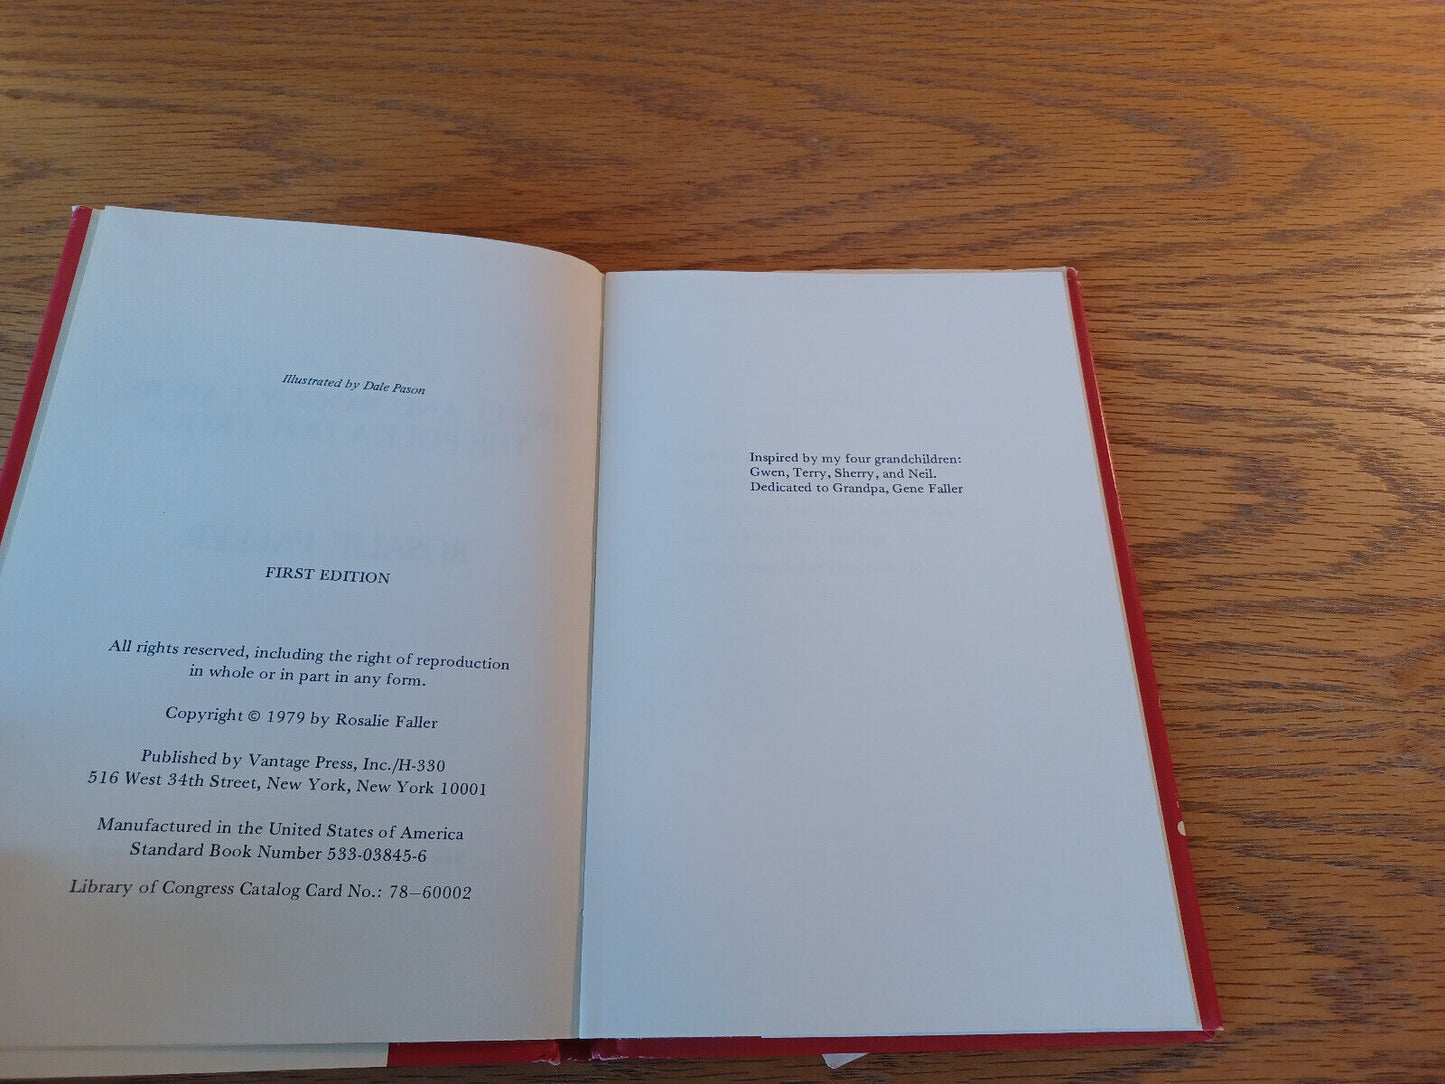 Illustrated by Dale Pason
FIRST EDITION
All rights reserved, including the right of reproduction
in whole or in part in any form.
Copyright © 1979 by Rosalie Faller
Published by Vantage Press, Inc./H-330
516 West 34th Street, New York, New York 10001
Manufactured in the United States of America
Standard Book Number 533-03845-6
Library of Congress Catalog Card No.: 78—60002
Inspired by my four grandchildren:
Gwen, Terry, Sherry, and Neil.
Dedicated to Grandpa, Gene Faller